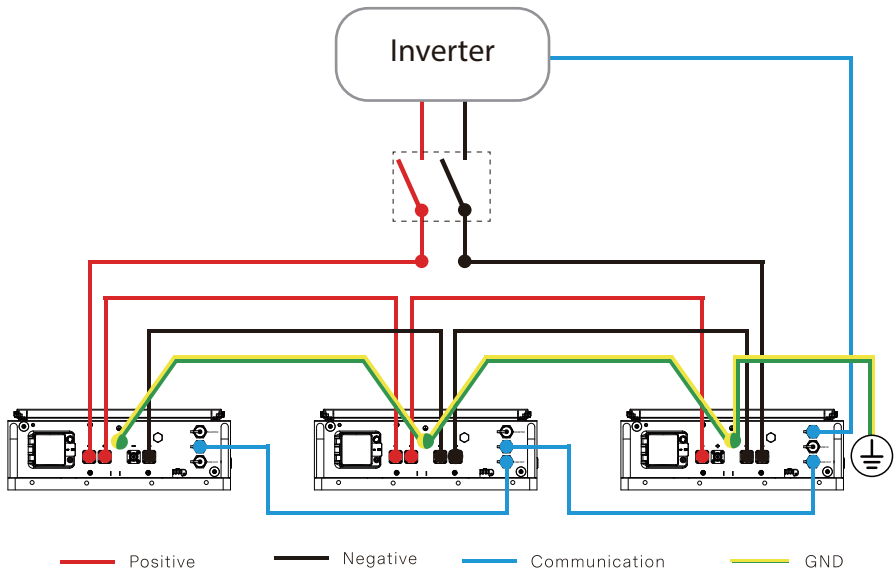 Inverter
Positive
Negative
Communication
GND